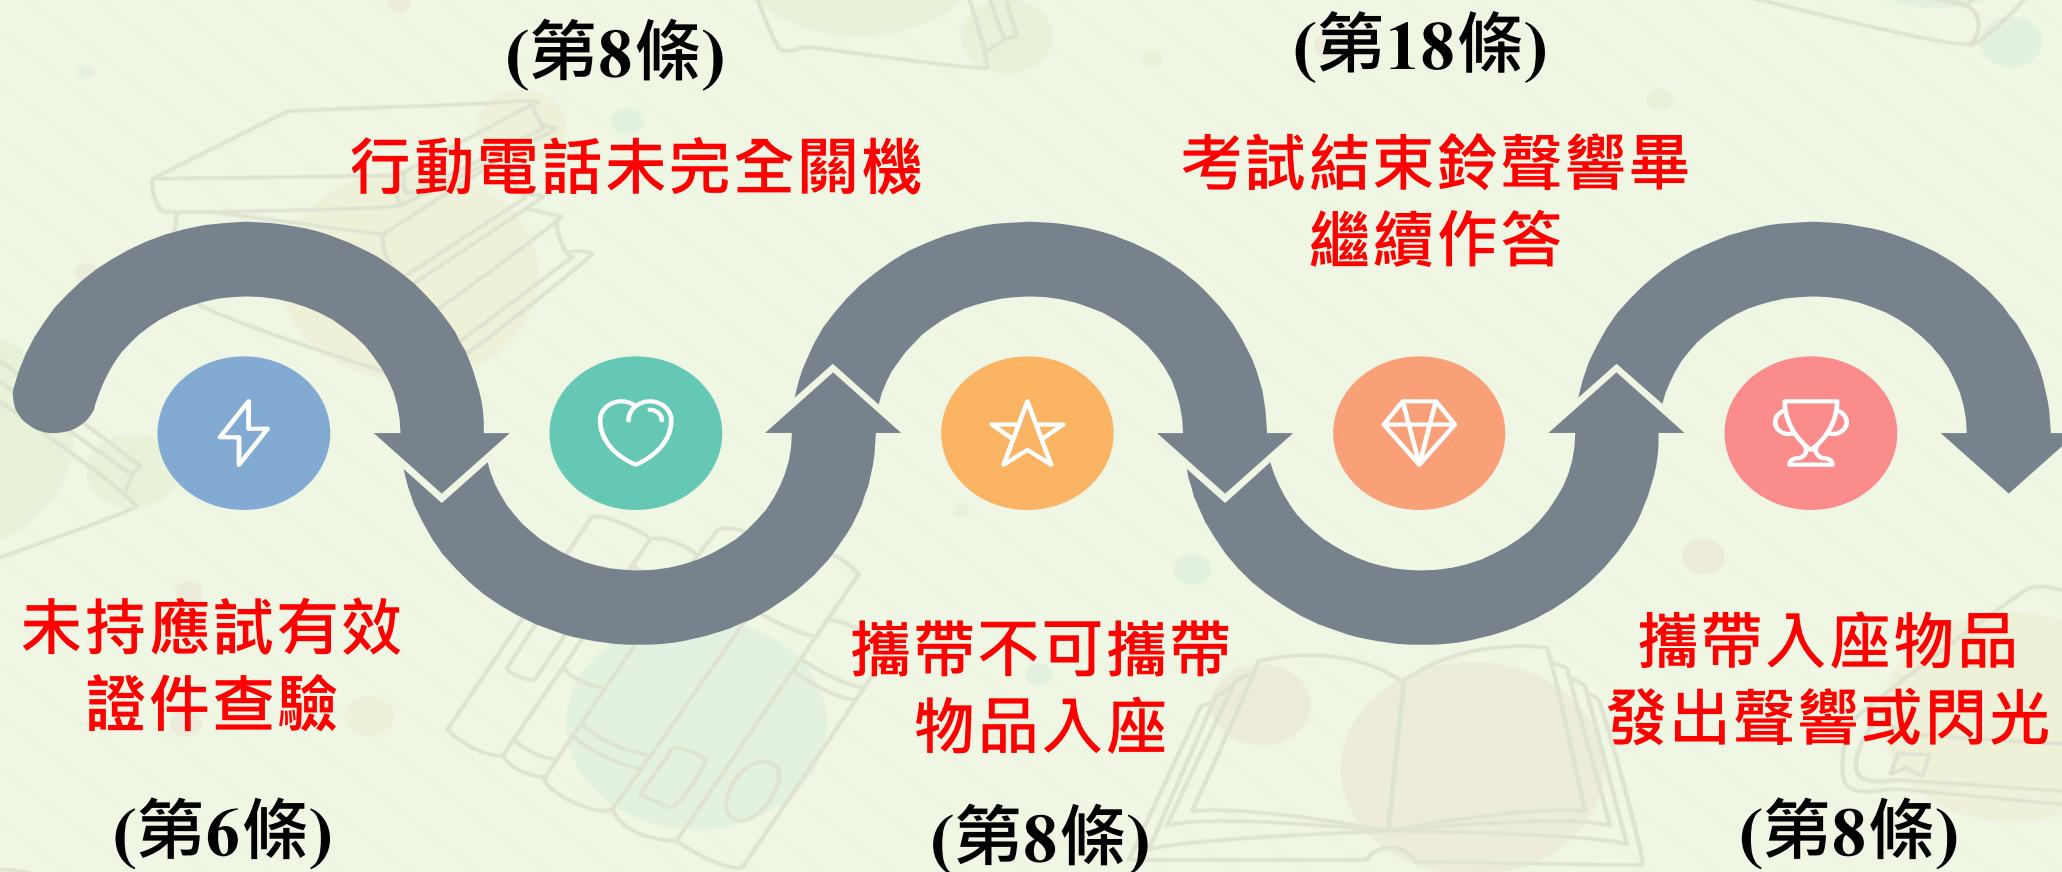 (第8條)
行動電話未完全關機
(第18條)
考試結束鈴聲響畢
繼續作答
未持應試有效
證件查驗
(第6條)
攜帶不可攜帶
物品入座
(第8條)
攜帶入座物品
發出聲響或閃光
(第8條)